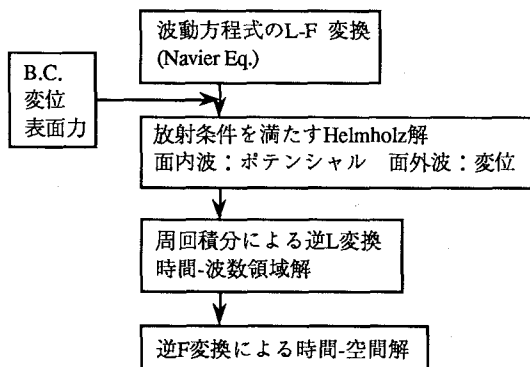 波動方程式のL-F 変換
(Navier Eq.)
B.C.
変位
表面力
放射条件を満たすHelmholz解
面内波：ポテンシャル　面外波：変位
周回積分による逆L変換
時間-波数領域解
逆F変換による時間-空間解